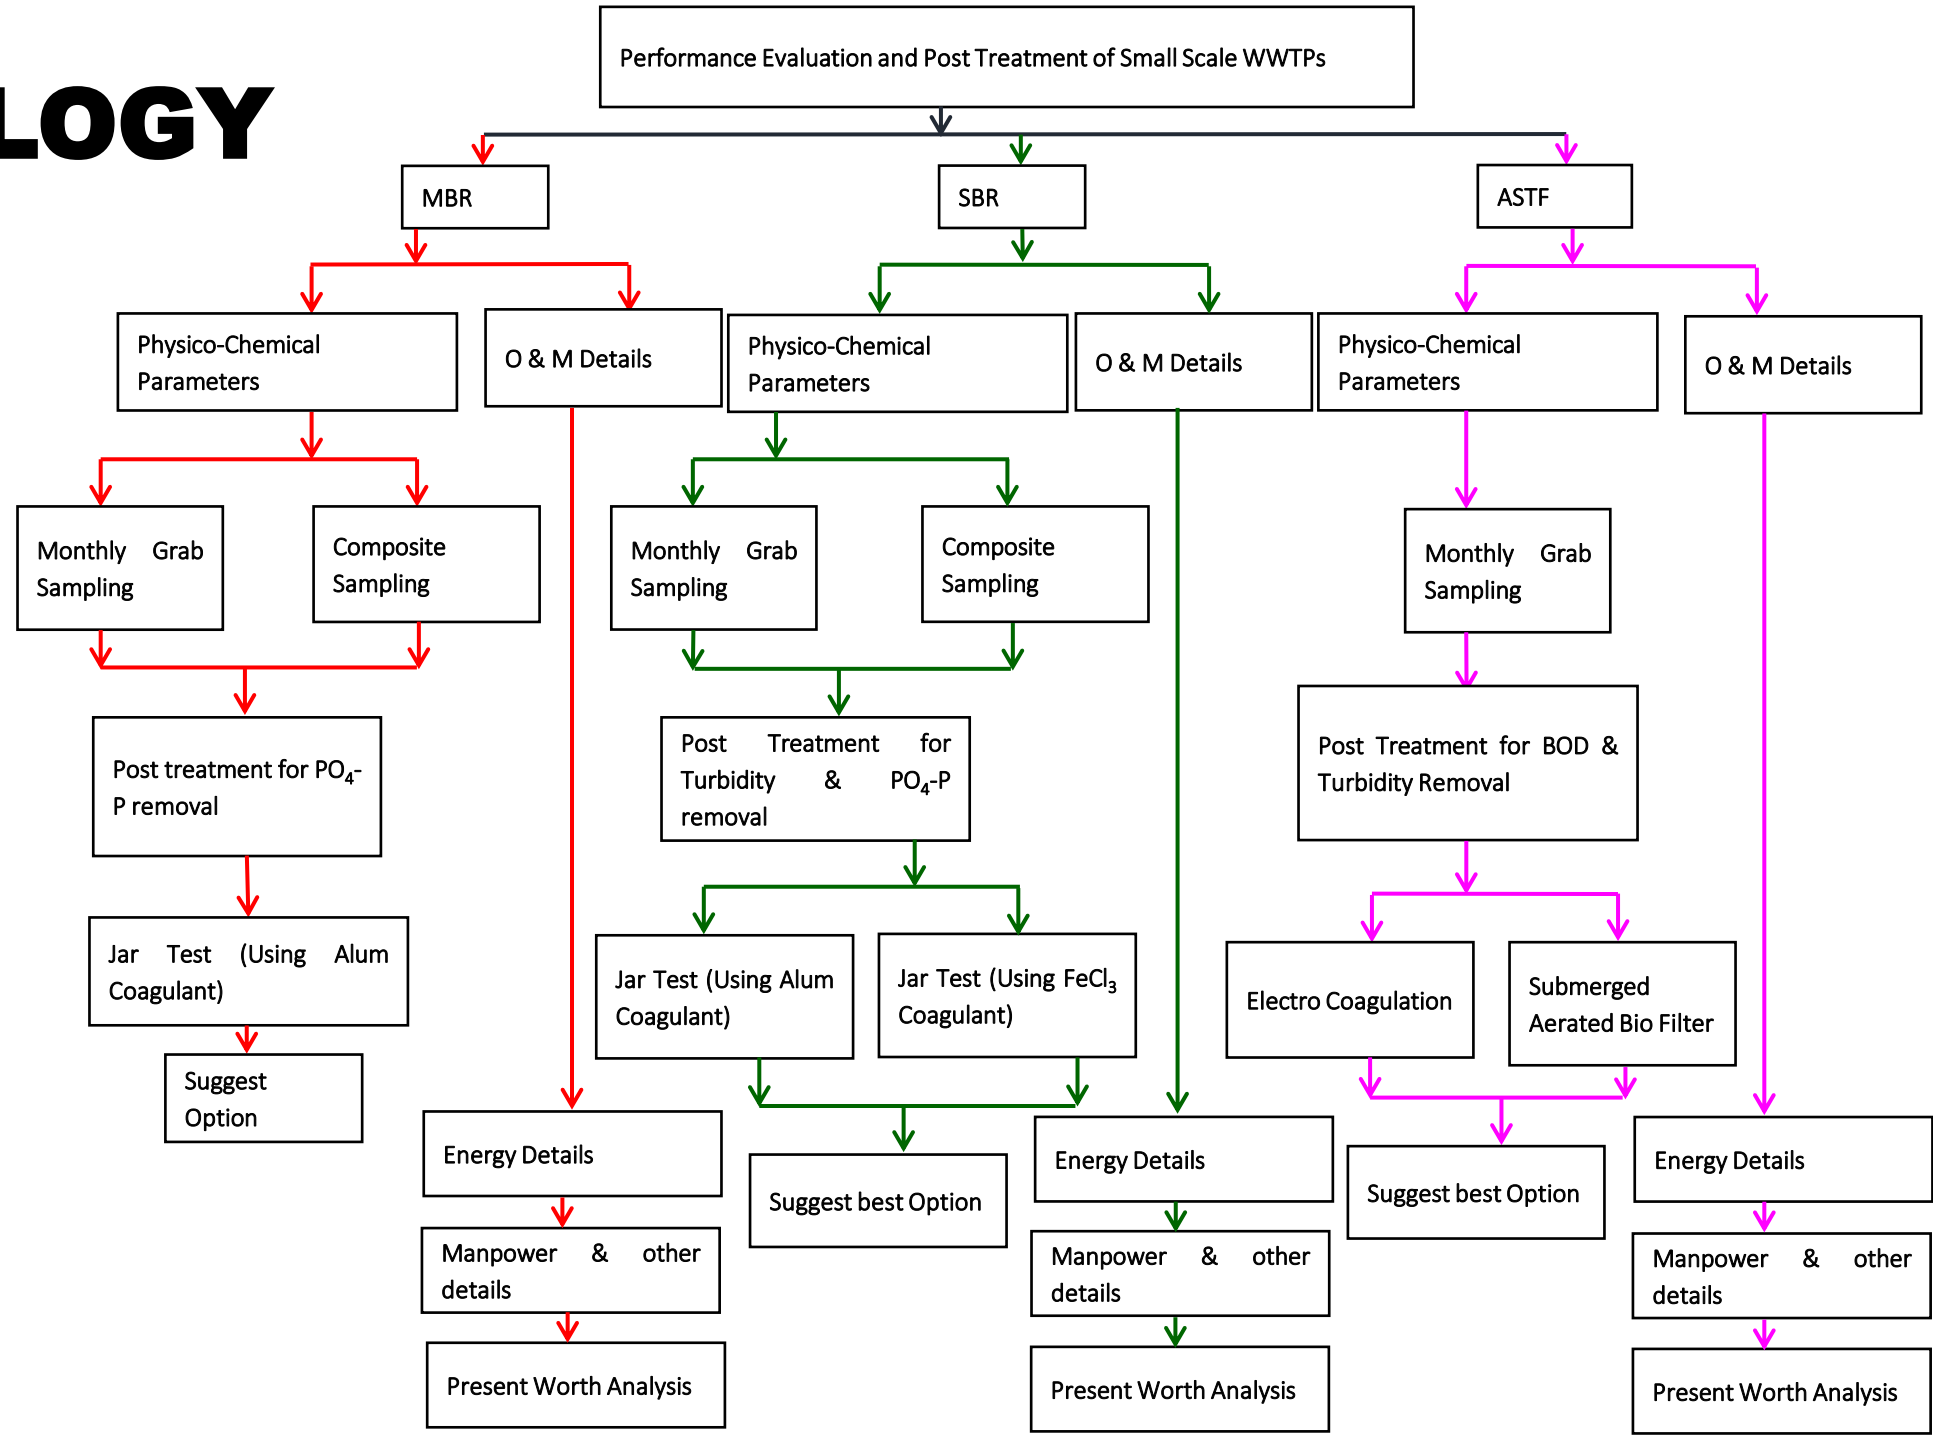 LOGY
Performance Evaluation and Post Treatment of Small Scale WWTPs
MBR
SBR
ASTF
Physico-Chemical
Parameters
O & M Details
Physico-Chemical
Parameters
O & M Details
Physico-Chemical
Parameters
O & M Details
Monthly Grab
Sampling
Composite
Sampling
Monthly Grab
Sampling
Composite
Sampling
Monthly Grab
Sampling
Post treatment for PO₄-
P removal
Post Treatment for
Turbidity & PO₄-P
removal
Post Treatment for BOD &
Turbidity Removal
Jar Test (Using Alum
Coagulant)
Jar Test (Using Alum
Coagulant)
Jar Test (Using FeCl₃
Coagulant)
Electro Coagulation
Submerged
Aerated Bio Filter
Suggest
Option
Energy Details
Suggest best Option
Energy Details
Suggest best Option
Energy Details
Manpower & other
details
Manpower & other
details
Manpower & other
details
Present Worth Analysis
Present Worth Analysis
Present Worth Analysis